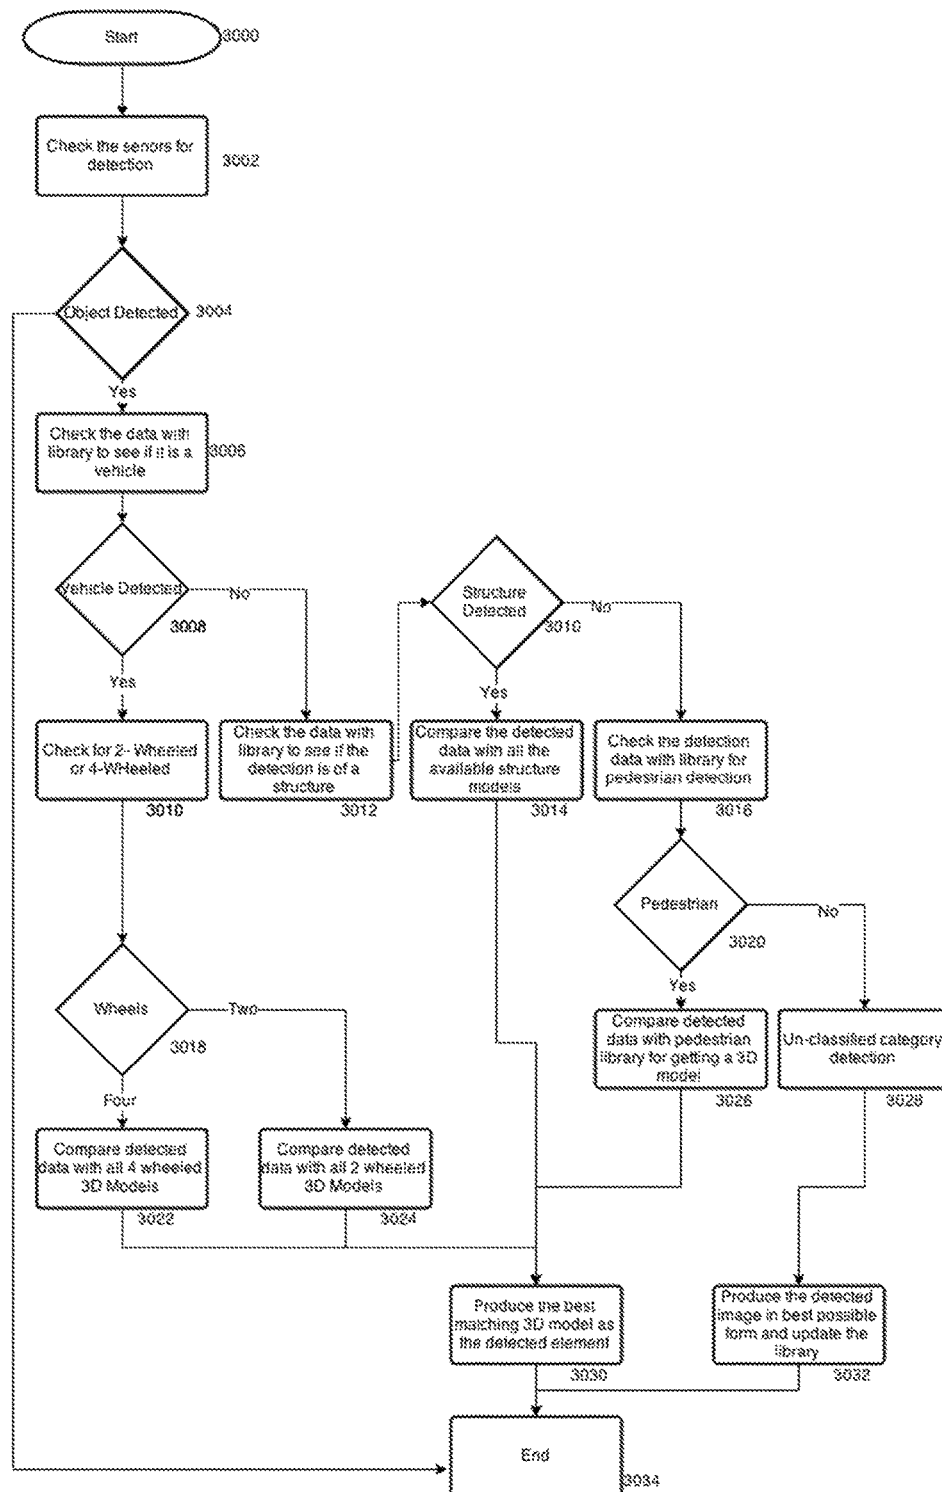 Start
3000
Check the senors for
detection
3002
Object Detected
3004
Yes
Check the data with
library to see if it is a
vehicle
3006
Vehicle Detected
No
3008
Structure
Detected
3010
No
Yes
Yes
Check for 2- Wheeled
or 4-WHeeled
3010
Check the data with
library to see if the
detection is of a
structure
3012
Compare the detected
data with all the
available structure
models
3014
Check the detection
data with library for
pedestrian detection
3016
Pedestrian
No
3020
Yes
Wheels
Two
3018
Four
Compare detected
data with pedestrian
library for getting a 3D
model
3026
Un-classified category
detection
3028
Compare detected
data with all 4 wheeled
3D Models
3022
Compare detected
data with all 2 wheeled
3D Models
3024
Produce the best
matching 3D model as
the detected element
3030
Produce the detected
image in best possible
form and update the
library
3032
End
3034